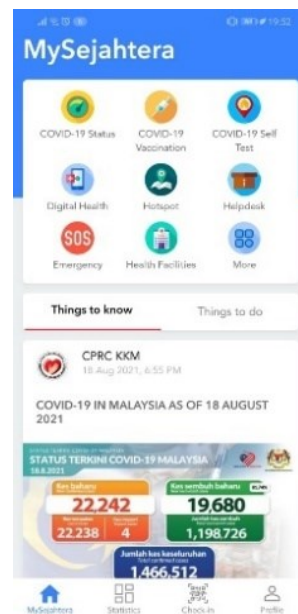 19:52
MySejahtera
COVID-19 Status
COVID-19 Vaccination
COVID-19 Self Test
Digital Health
Hotspot
Helpdesk
SOS
Emergency
Health Facilities
More
Things to know
Things to do
CPRC KKM
18 Aug 2021, 6:55 PM
COVID-19 IN MALAYSIA AS OF 18 AUGUST
2021
STATUS TERKINI COVID-19 MALAYSIA
18.8.2021
Kes baharu
22,242
22,238
4
Kes sembuh baharu
19,680
1,198,726
Jumlah kes keseluruhan
1,466,512
MySejahtera
Statistics
Check-in
Profile